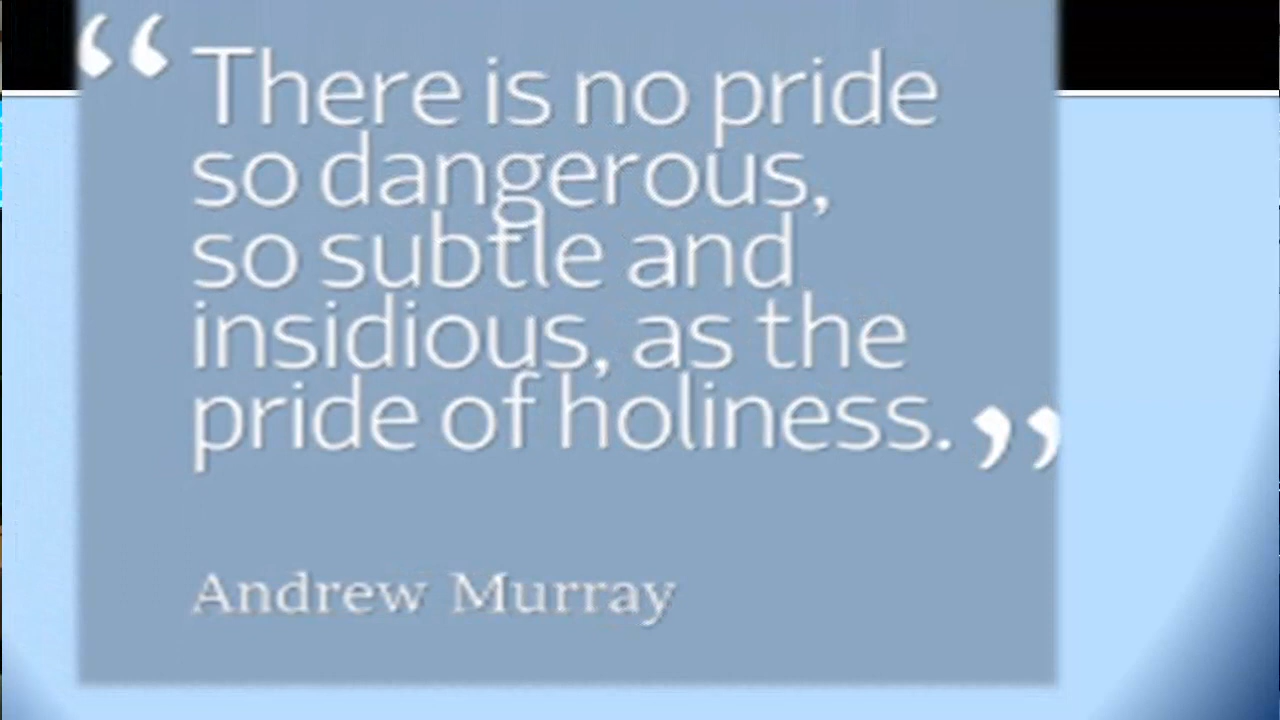 “There is no pride
so dangerous,
so subtle and
insidious, as the
pride of holiness.”
Andrew Murray